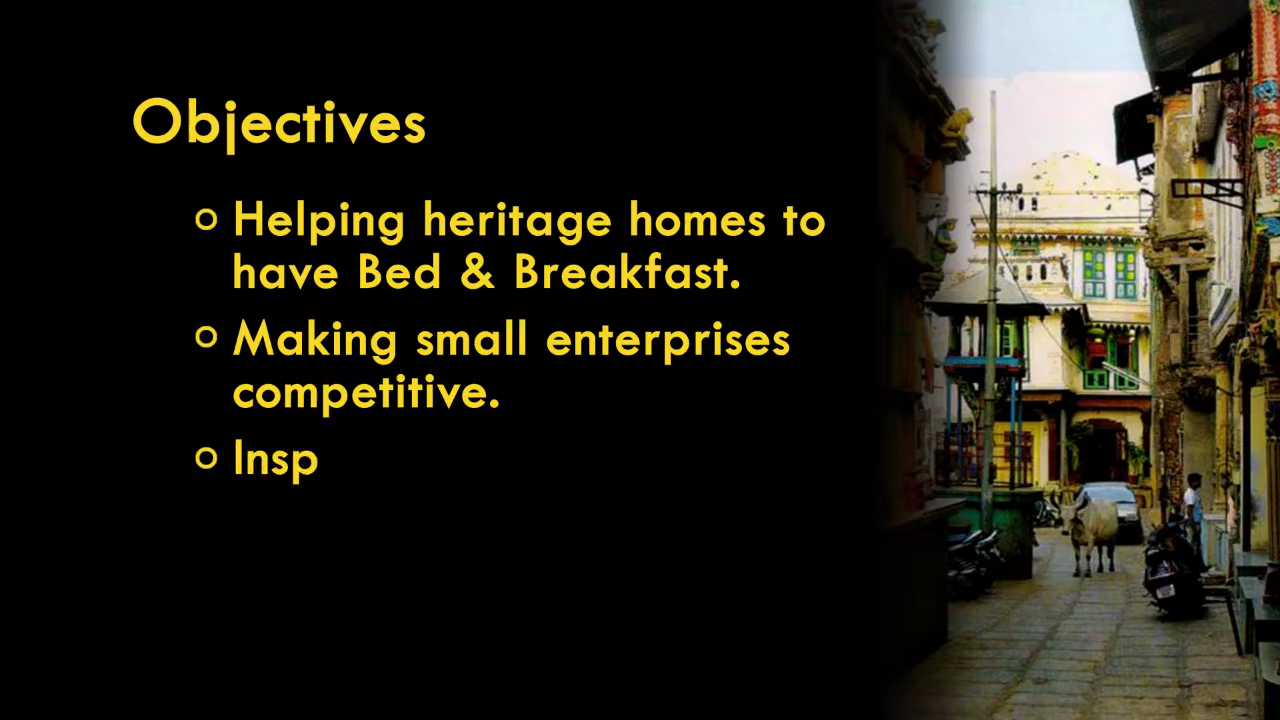 Objectives
Helping heritage homes to
have Bed & Breakfast.
Making small enterprises
competitive.
Insp